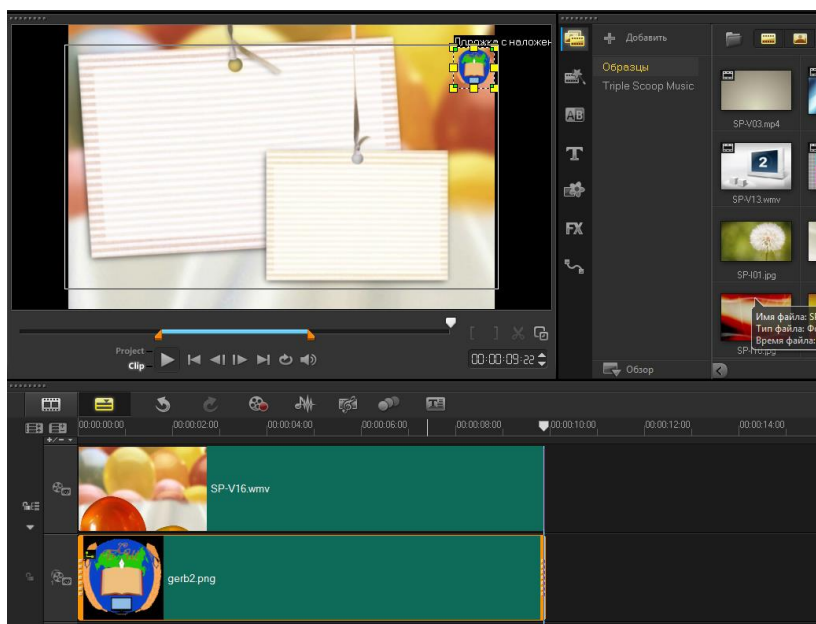 Дорожка с наложен
Добавить
Образцы
Triple Scoop Music
SP-V03.mp4
2
SP-V13.wmv
SP-I01.jpg
Имя файла: S
Тип файла: Ф
Время файла:
Обзор
Project
Clip
00:00:09:22
AB
T
FX
00:00:00:00 00:00:02:00 00:00:04:00 00:00:06:00 00:00:08:00 00:00:10:00 00:00:12:00 00:00:14:00
SP-V16.wmv
gerb2.png